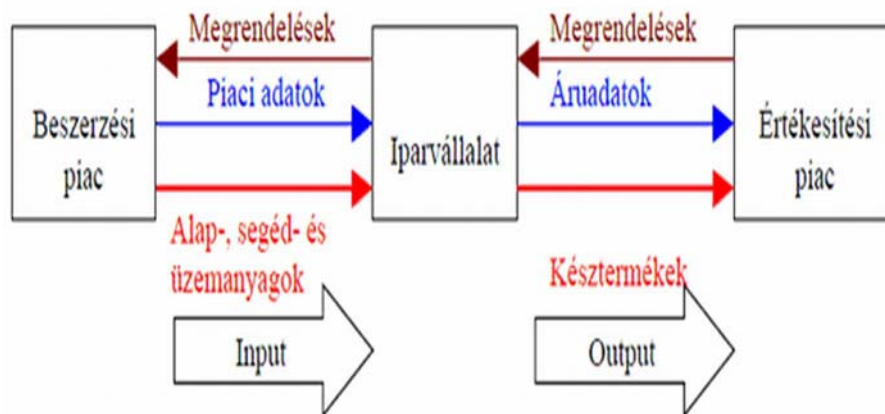 Megrendelések
Megrendelések
Piaci adatok
Áruadatok
Beszerzési
piac
Iparvállalat
Értékesítési
piac
Alap-, segéd- és
üzemanyagok
Késztermékek
Input
Output